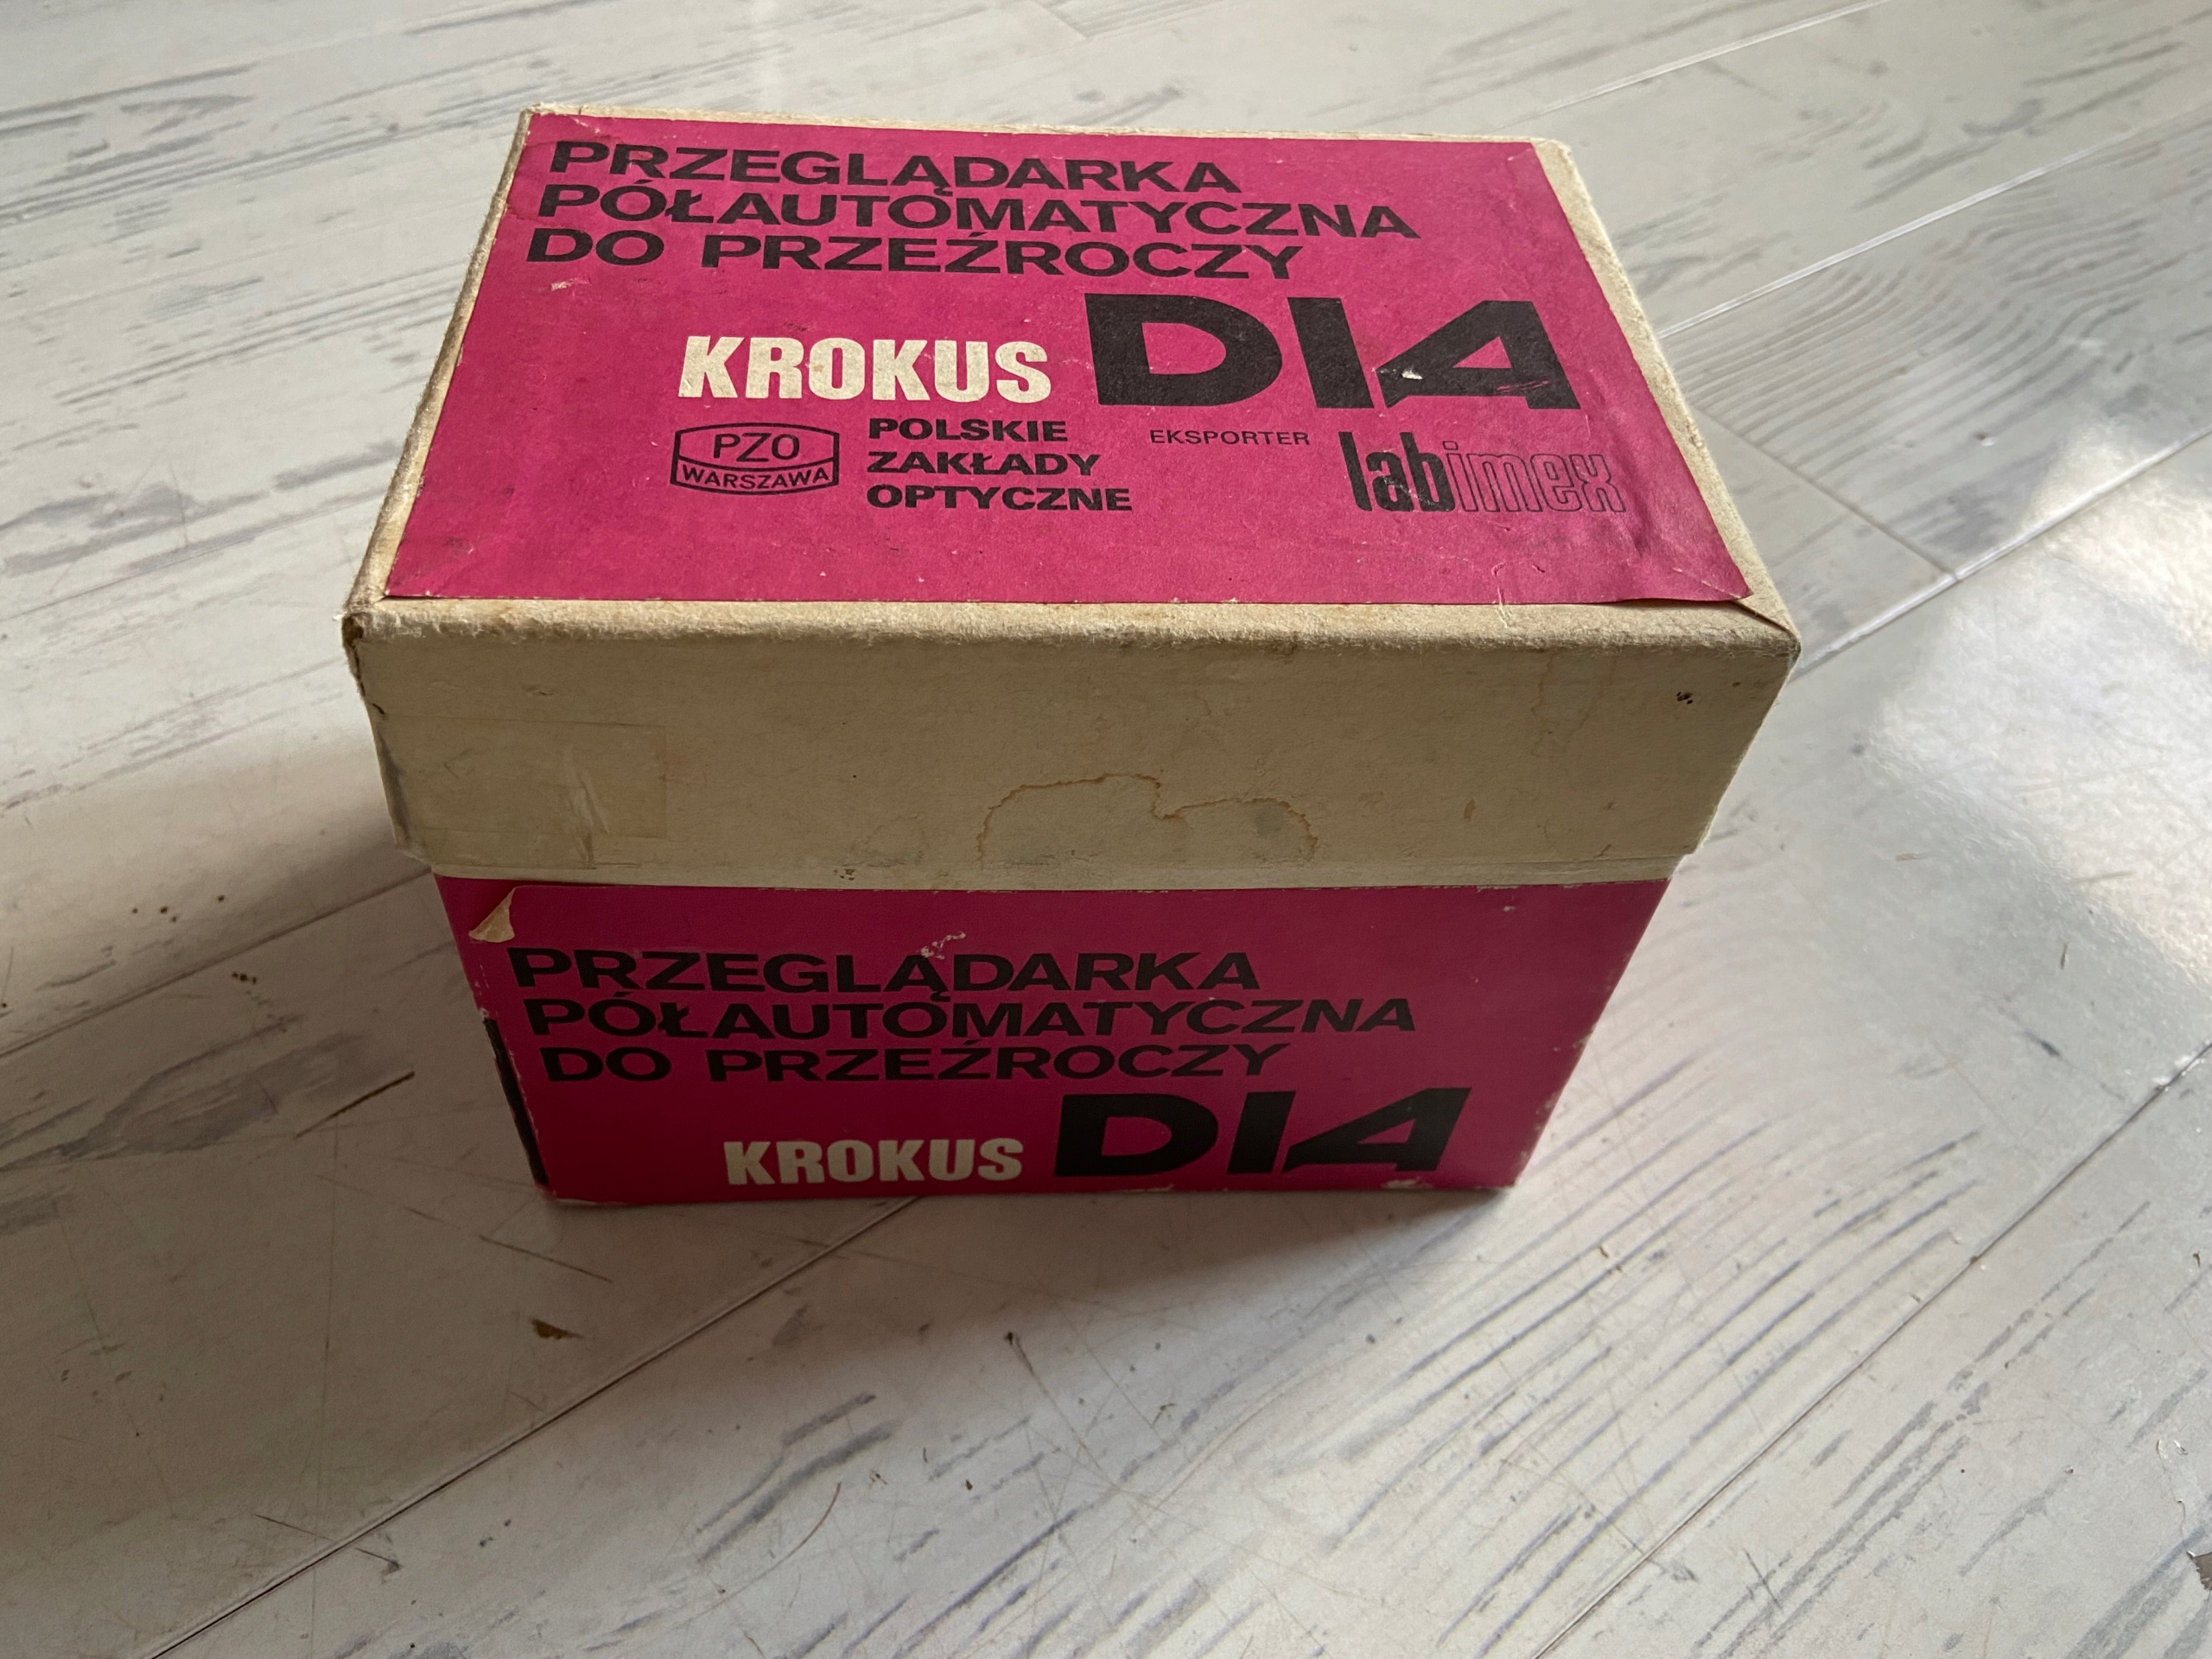 PRZEGLĄDARKA
PÓŁAUTOMATYCZNA
DO PRZEŹROCZY
KROKUS DIA
PZO
WARSZAWA
POLSKIE
ZAKŁADY
OPTYCZNE
EKSPORTER
labimex
PRZEGLĄDARKA
PÓŁAUTOMATYCZNA
DO PRZEŹROCZY
KROKUS DIA